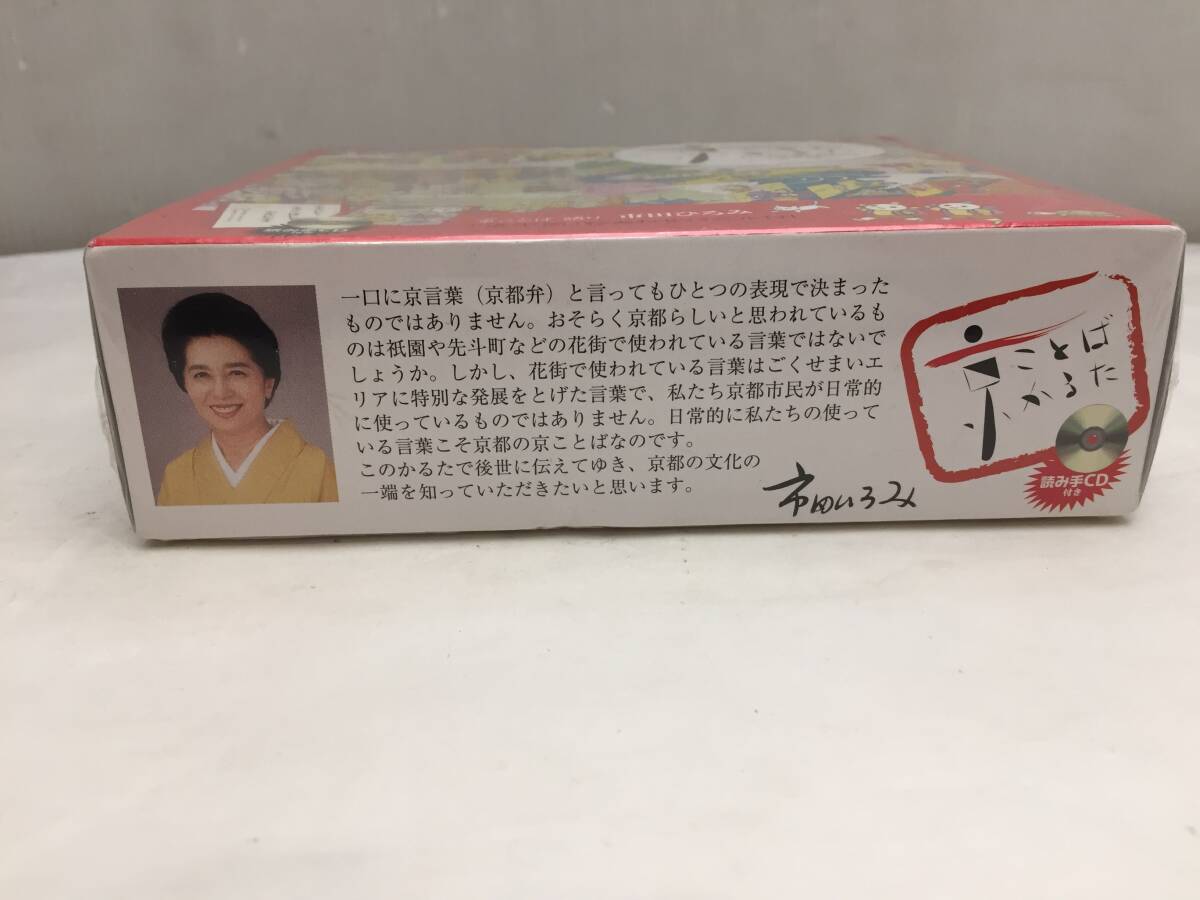 市田ひろみ
一口に京言葉（京都弁）と言ってもひとつの表現で決まった
ものではありません。おそらく京都らしいと思われているも
のは祇園や先斗町などの花街で使われている言葉ではないで
しょうか。しかし、花街で使われている言葉はごくせまいエ
リアに特別な発展をとげた言葉で、私たち京都市民が日常的
に使っているものではありません。日常的に私たちの使って
いる言葉こそ京都の京ことばなのです。
このかるたで後世に伝えてゆき、京都の文化の
一端を知っていただきたいと思います。
市田ひろみ
京ことば
かるた
読み手CD
付き